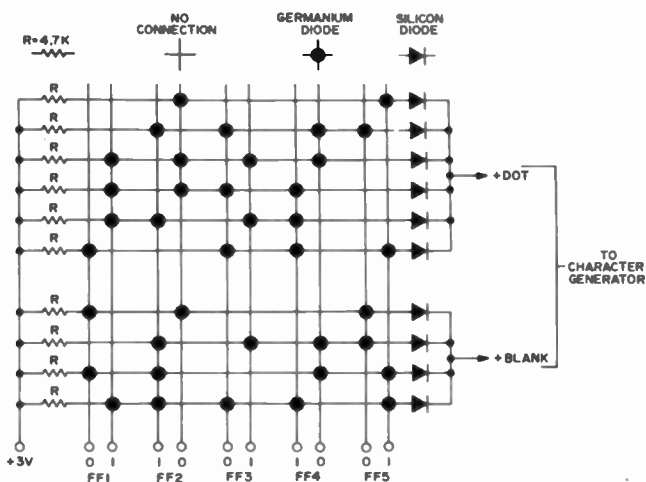 R=4.7K
NO CONNECTION
GERMANIUM DIODE
SILICON DIODE
R
R
R
R
R
R
+DOT
TO CHARACTER GENERATOR
R
R
R
R
+BLANK
+3V
0 1 1 0 0 1 1 0 0 1
FF1 FF2 FF3 FF4 FF5